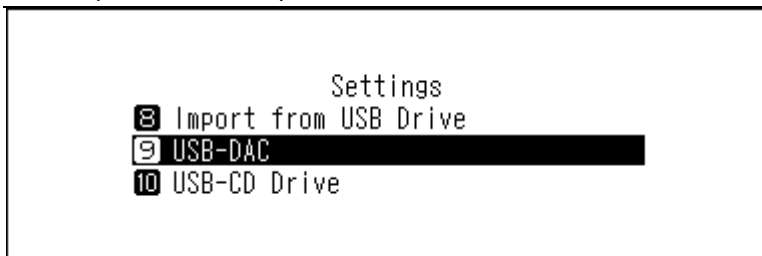 Settings
8 Import from USB Drive
9 USB-DAC
10 USB-CD Drive